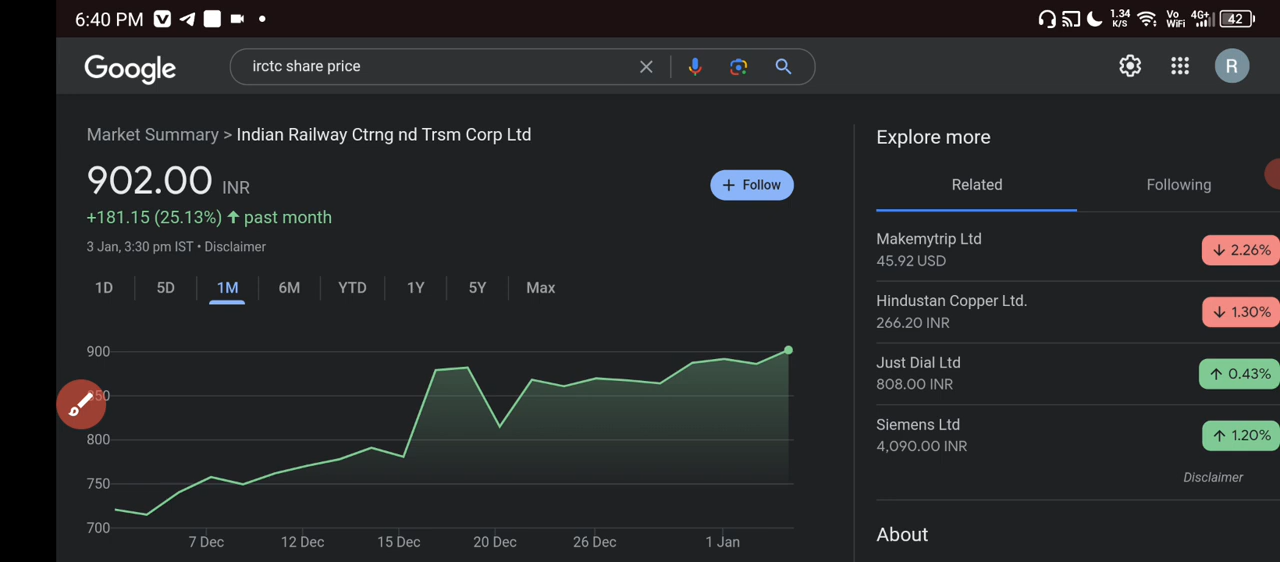 6:40 PM
1.34 K/S
Vo WiFi
4G+
42
Google
irctc share price
R
Market Summary > Indian Railway Ctrng nd Trsm Corp Ltd
902.00 INR
+ Follow
+181.15 (25.13%) ↑ past month
3 Jan, 3:30 pm IST • Disclaimer
1D 5D 1M 6M YTD 1Y 5Y Max
900
850
800
750
700
7 Dec 12 Dec 15 Dec 20 Dec 26 Dec 1 Jan
Explore more
Related Following
Makemytrip Ltd
45.92 USD
↓ 2.26%
Hindustan Copper Ltd.
266.20 INR
↓ 1.30%
Just Dial Ltd
808.00 INR
↑ 0.43%
Siemens Ltd
4,090.00 INR
↑ 1.20%
Disclaimer
About